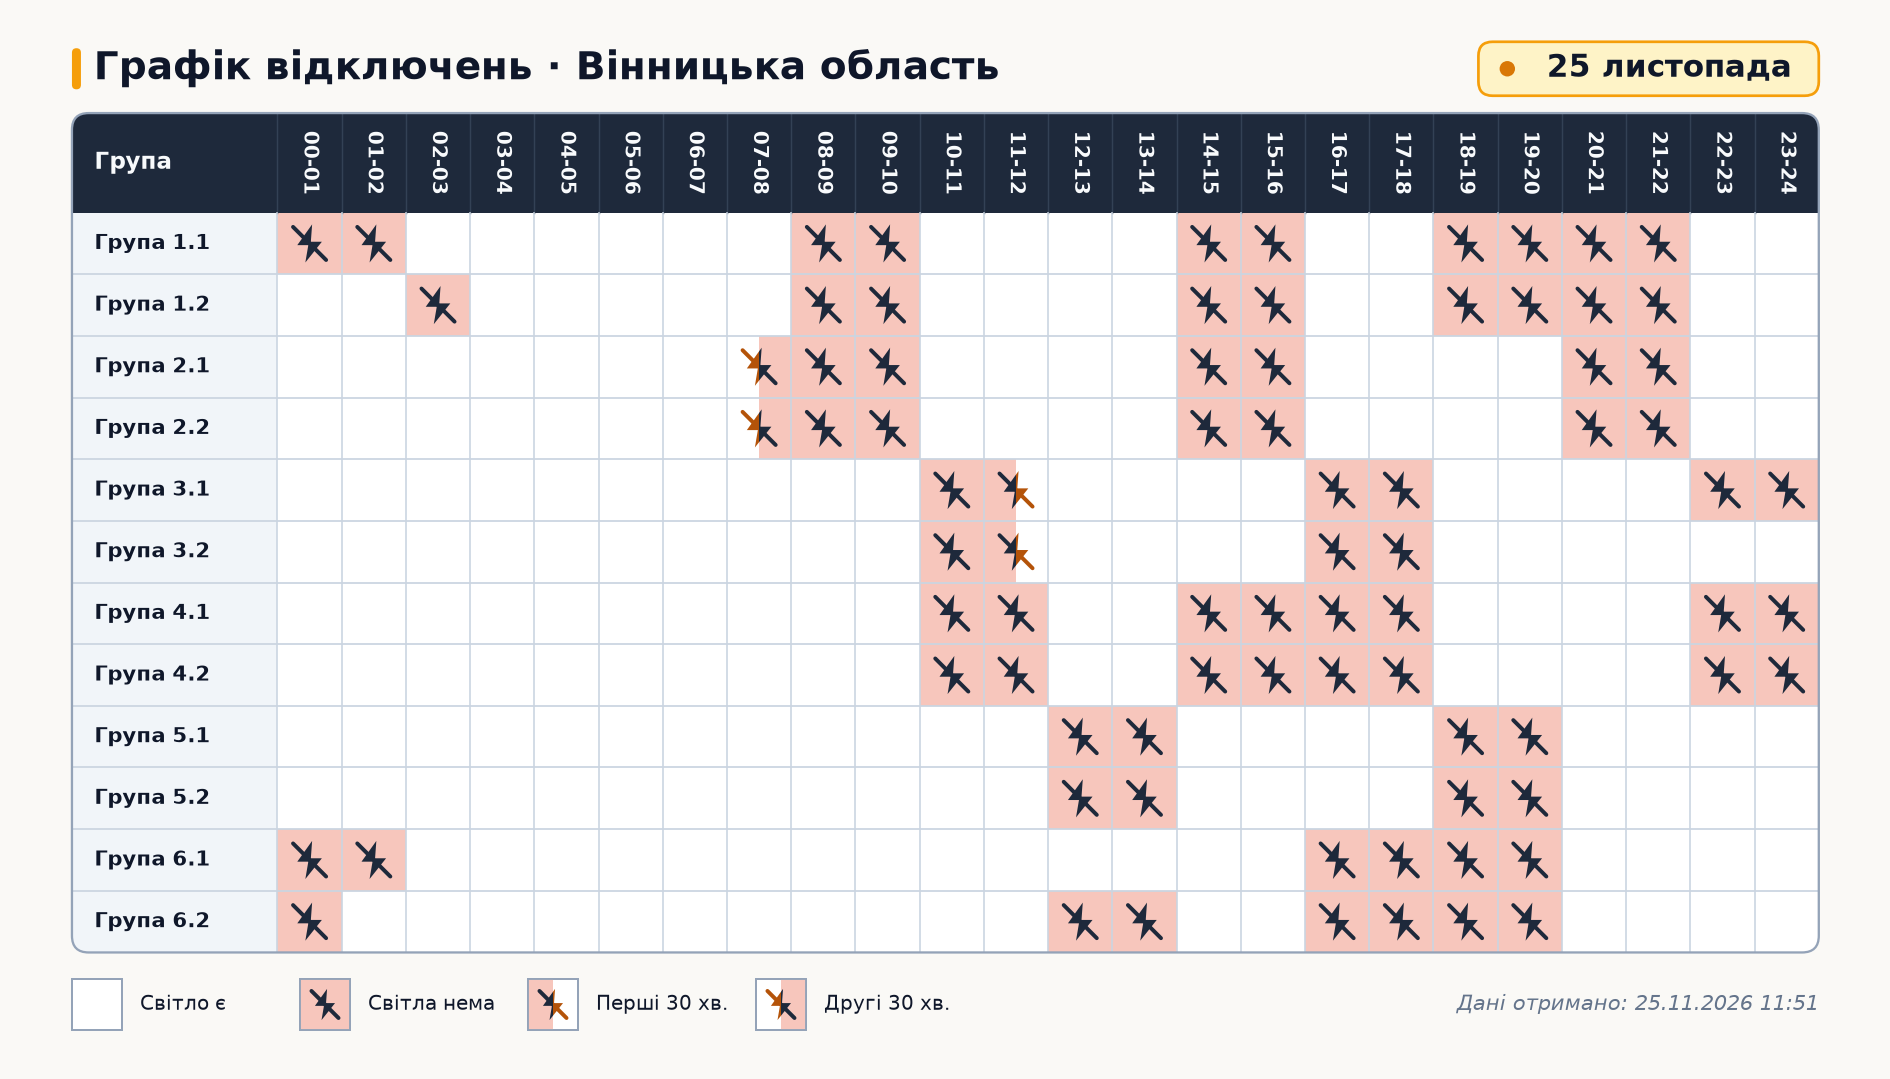 Графік відключень · Вінницька область
25 листопада
Група 00-01 01-02 02-03 03-04 04-05 05-06 06-07 07-08 08-09 09-10 10-11 11-12 12-13 13-14 14-15 15-16 16-17 17-18 18-19 19-20 20-21 21-22 22-23 23-24
Група 1.1
Група 1.2
Група 2.1
Група 2.2
Група 3.1
Група 3.2
Група 4.1
Група 4.2
Група 5.1
Група 5.2
Група 6.1
Група 6.2
Світло є Світла нема Перші 30 хв. Другі 30 хв.
Дані отримано: 25.11.2026 11:51